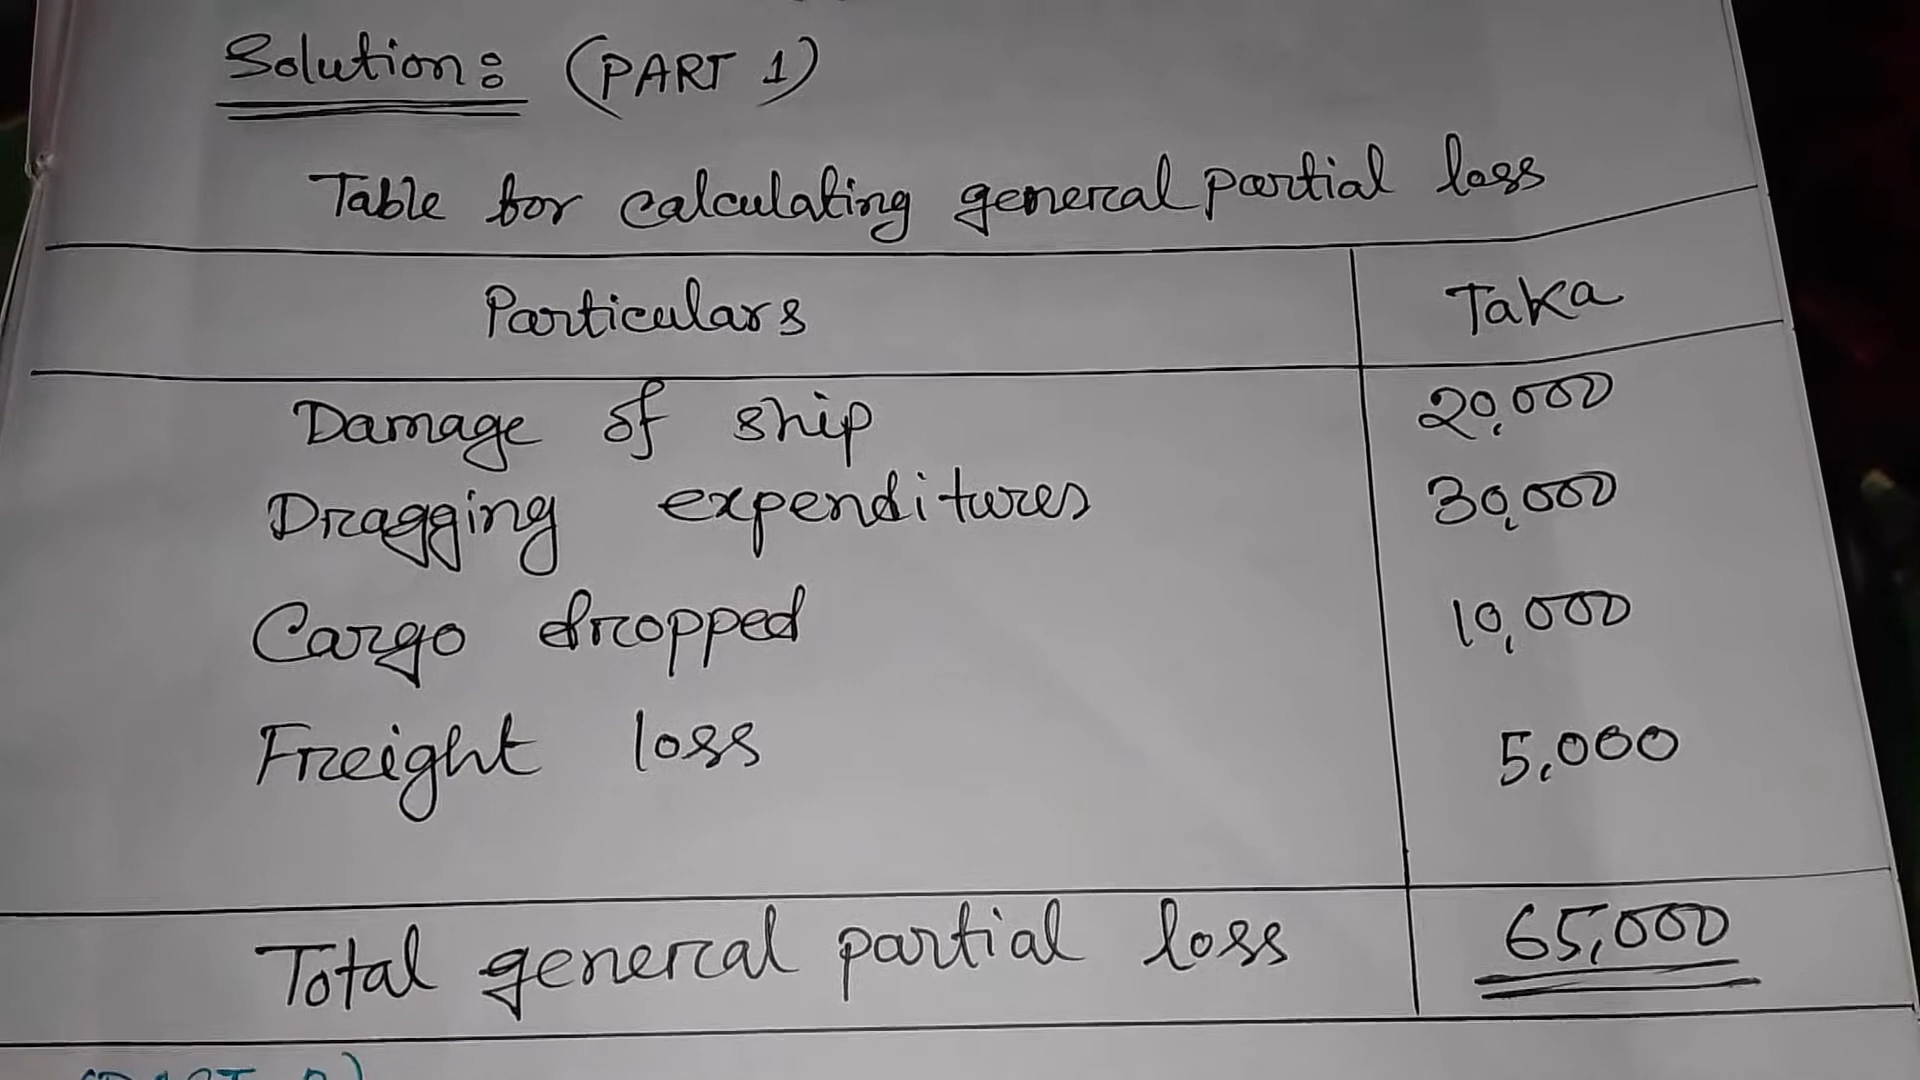 Solution: (PART 1)
Table for calculating general partial loss
Particulars Taka
Damage of ship 20,000
Dragging expenditures 30,000
Cargo dropped 10,000
Freight loss 5,000
Total general partial loss 65,000